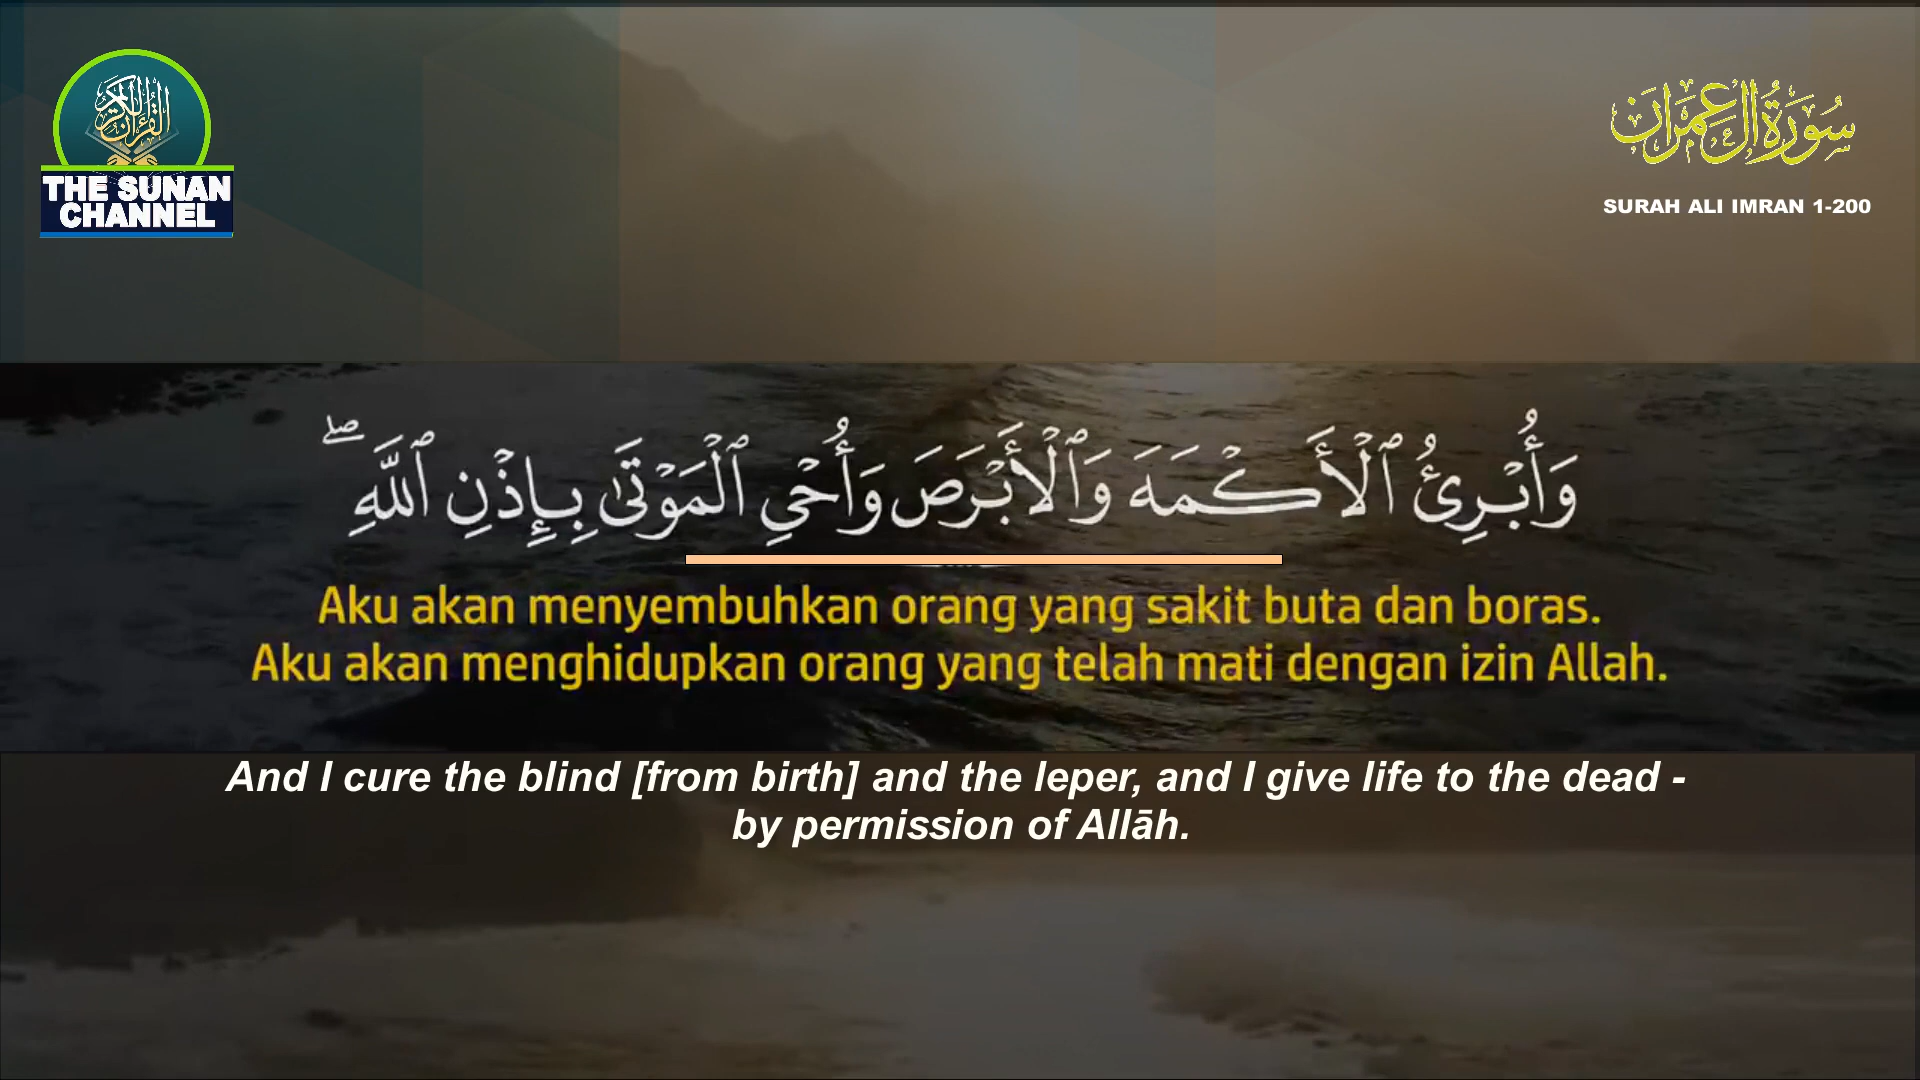 القرآن الكريم
THE SUNAN
CHANNEL
سُورَةُ آلِ عِمْرَان
SURAH ALI IMRAN 1-200
وَأُبْرِئُ ٱلْأَكْمَهَ وَٱلْأَبْرَصَ وَأُحْيِ ٱلْمَوْتَىٰ بِإِذْنِ ٱللَّهِ ۖ
Aku akan menyembuhkan orang yang sakit buta dan boras.
Aku akan menghidupkan orang yang telah mati dengan izin Allah.
And I cure the blind [from birth] and the leper, and I give life to the dead -
by permission of Allāh.